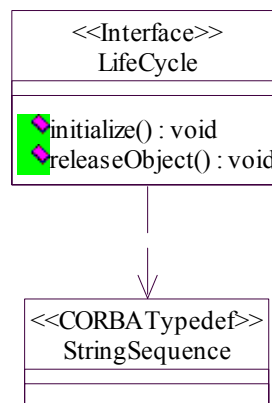 <<Interface>>
LifeCycle
initialize() : void
releaseObject() : void
<<CORBATypedef>>
StringSequence